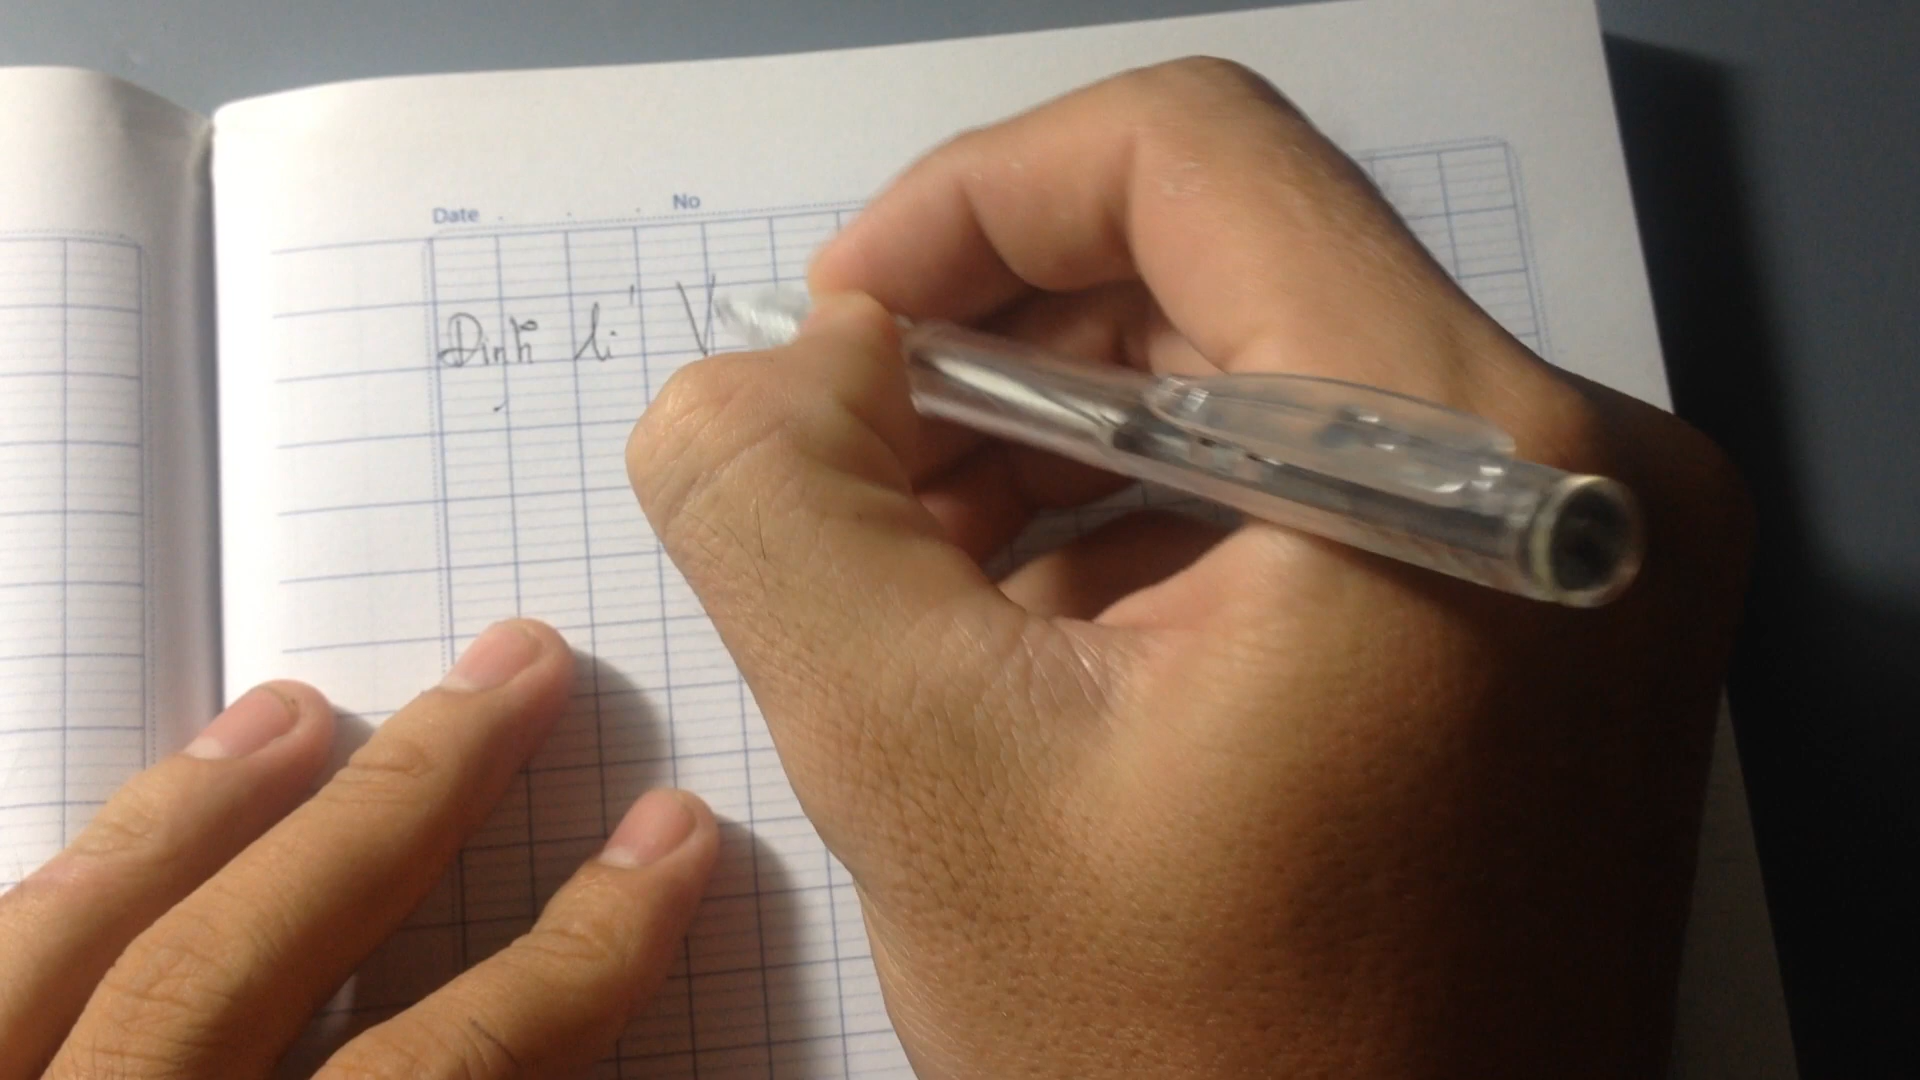 Date No
Định lí V